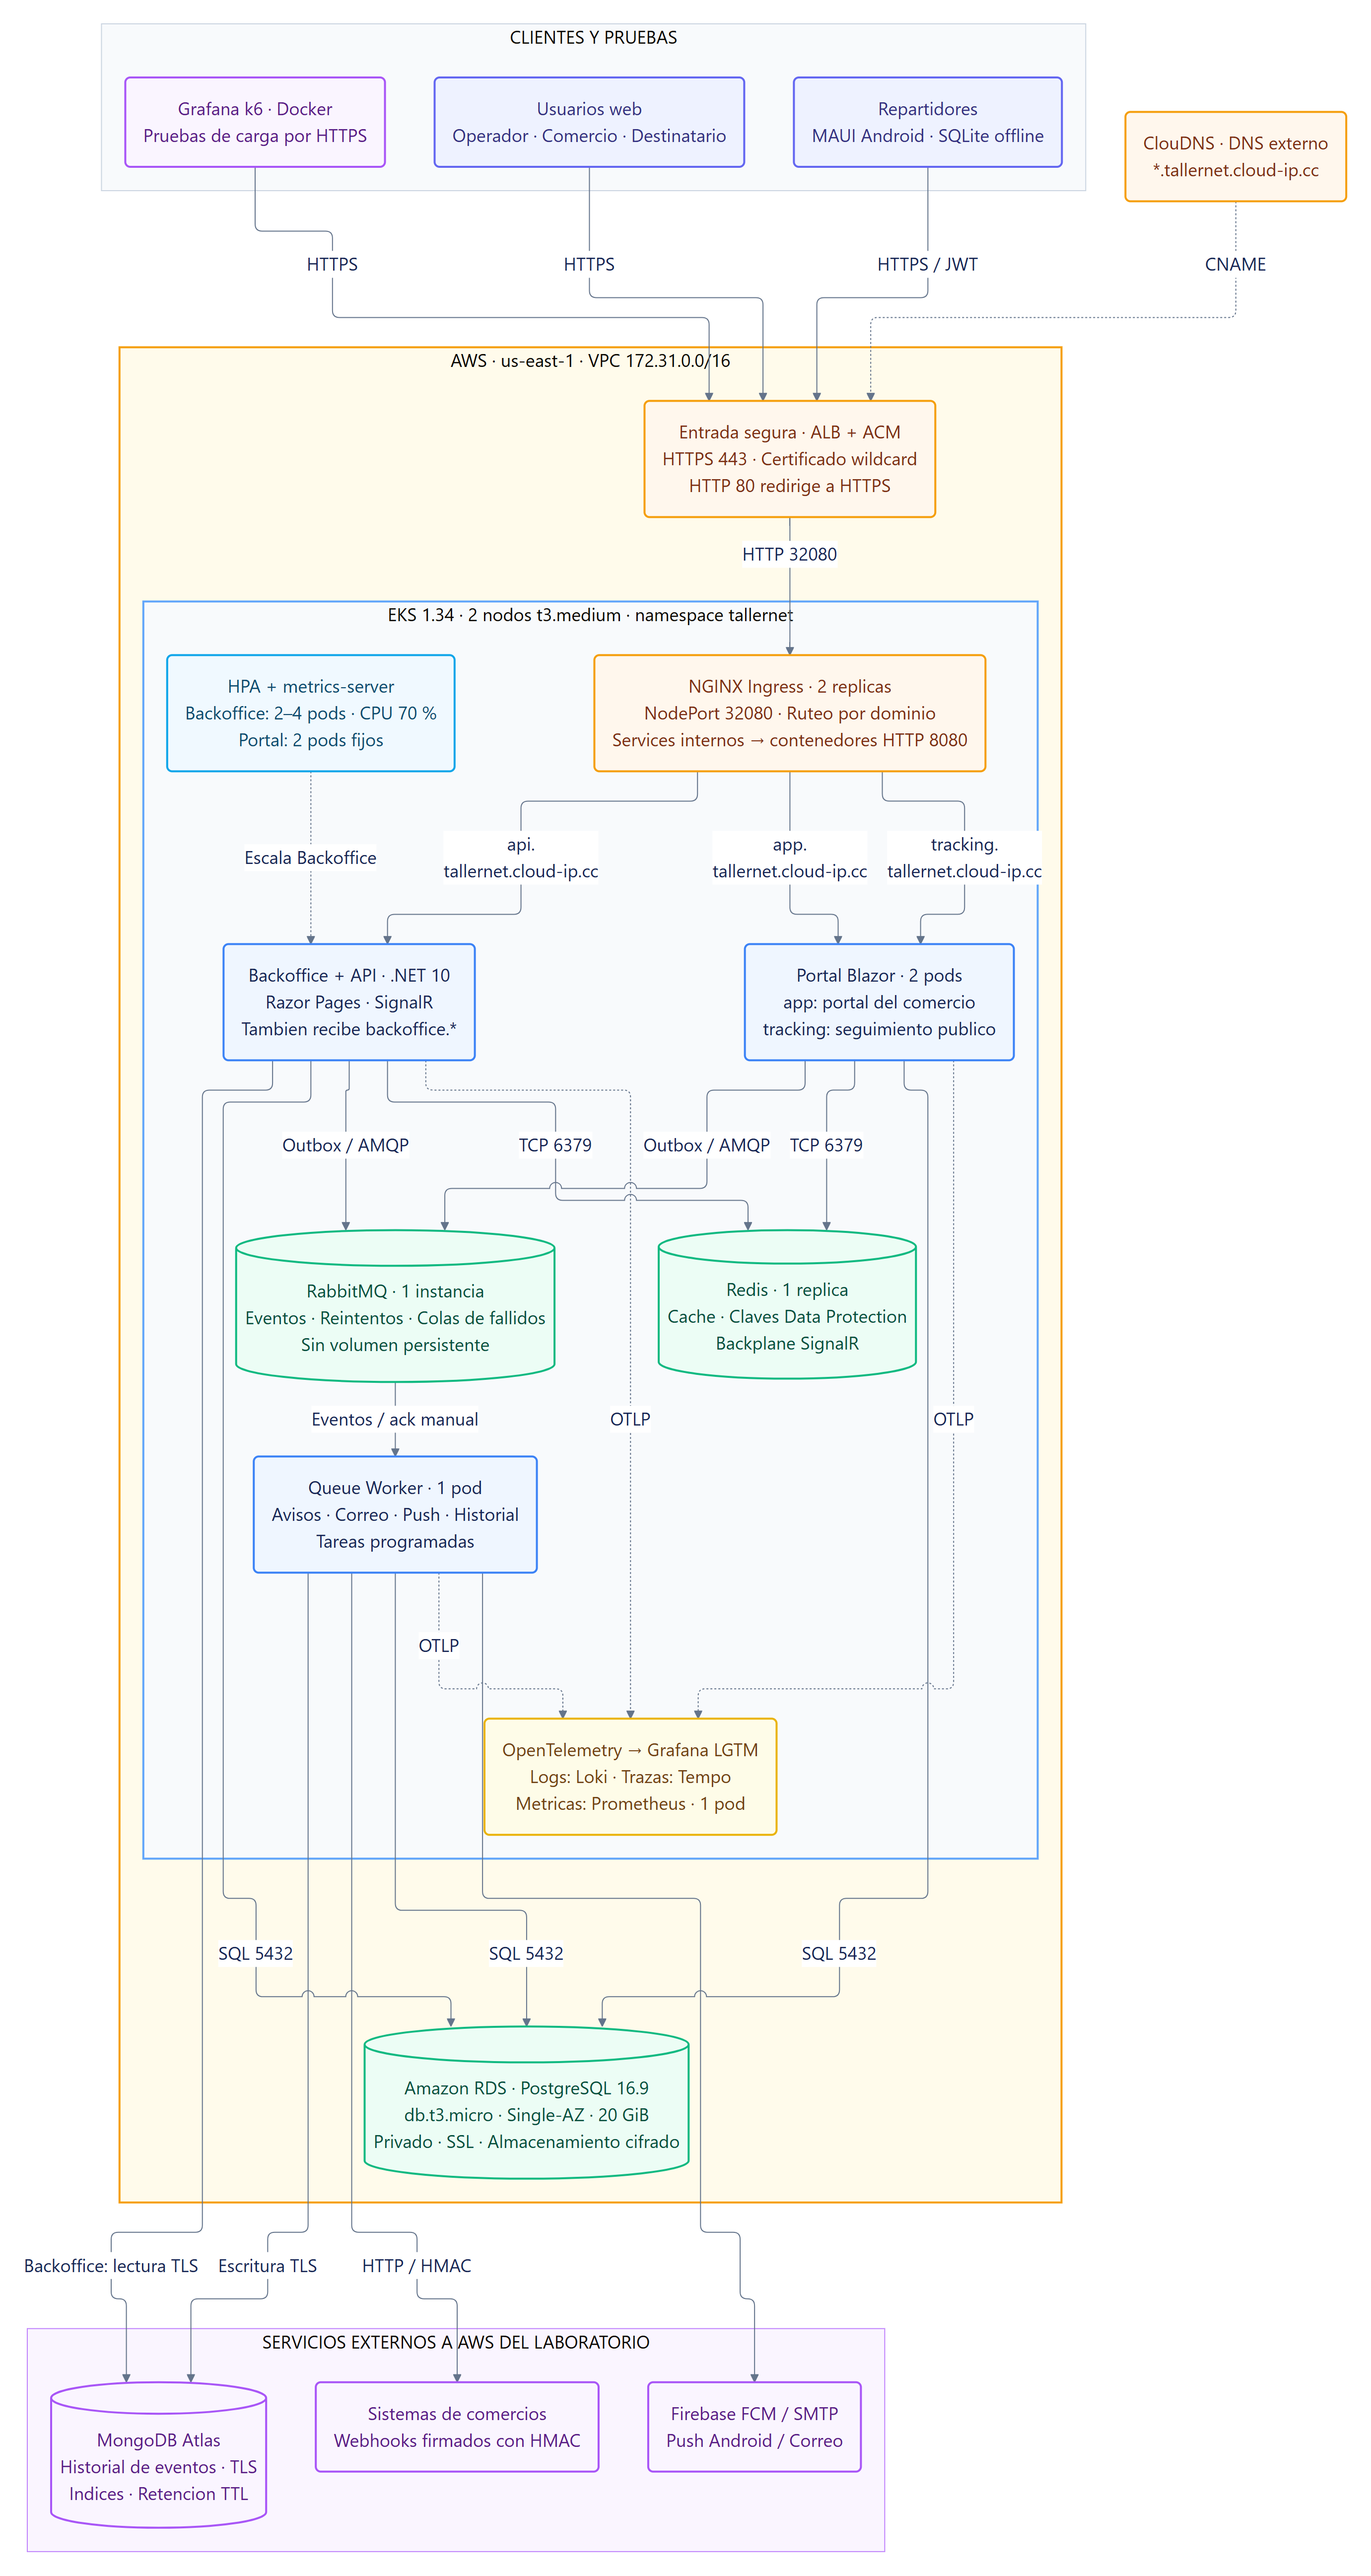 CLIENTES Y PRUEBAS
Grafana k6 · Docker
Pruebas de carga por HTTPS
Usuarios web
Operador · Comercio · Destinatario
Repartidores
MAUI Android · SQLite offline
ClouDNS · DNS externo
*.tallernet.cloud-ip.cc
HTTPS
HTTPS
HTTPS / JWT
CNAME
AWS · us-east-1 · VPC 172.31.0.0/16
Entrada segura · ALB + ACM
HTTPS 443 · Certificado wildcard
HTTP 80 redirige a HTTPS
HTTP 32080
EKS 1.34 · 2 nodos t3.medium · namespace tallernet
HPA + metrics-server
Backoffice: 2–4 pods · CPU 70 %
Portal: 2 pods fijos
NGINX Ingress · 2 replicas
NodePort 32080 · Ruteo por dominio
Services internos → contenedores HTTP 8080
Escala Backoffice
api.
tallernet.cloud-ip.cc
app.
tallernet.cloud-ip.cc
tracking.
tallernet.cloud-ip.cc
Backoffice + API · .NET 10
Razor Pages · SignalR
Tambien recibe backoffice.*
Portal Blazor · 2 pods
app: portal del comercio
tracking: seguimiento publico
Outbox / AMQP
TCP 6379
Outbox / AMQP
TCP 6379
RabbitMQ · 1 instancia
Eventos · Reintentos · Colas de fallidos
Sin volumen persistente
Redis · 1 replica
Cache · Claves Data Protection
Backplane SignalR
Eventos / ack manual
OTLP
OTLP
Queue Worker · 1 pod
Avisos · Correo · Push · Historial
Tareas programadas
OTLP
OpenTelemetry → Grafana LGTM
Logs: Loki · Trazas: Tempo
Metricas: Prometheus · 1 pod
SQL 5432
SQL 5432
SQL 5432
Amazon RDS · PostgreSQL 16.9
db.t3.micro · Single-AZ · 20 GiB
Privado · SSL · Almacenamiento cifrado
Backoffice: lectura TLS
Escritura TLS
HTTP / HMAC
SERVICIOS EXTERNOS A AWS DEL LABORATORIO
MongoDB Atlas
Historial de eventos · TLS
Indices · Retencion TTL
Sistemas de comercios
Webhooks firmados con HMAC
Firebase FCM / SMTP
Push Android / Correo